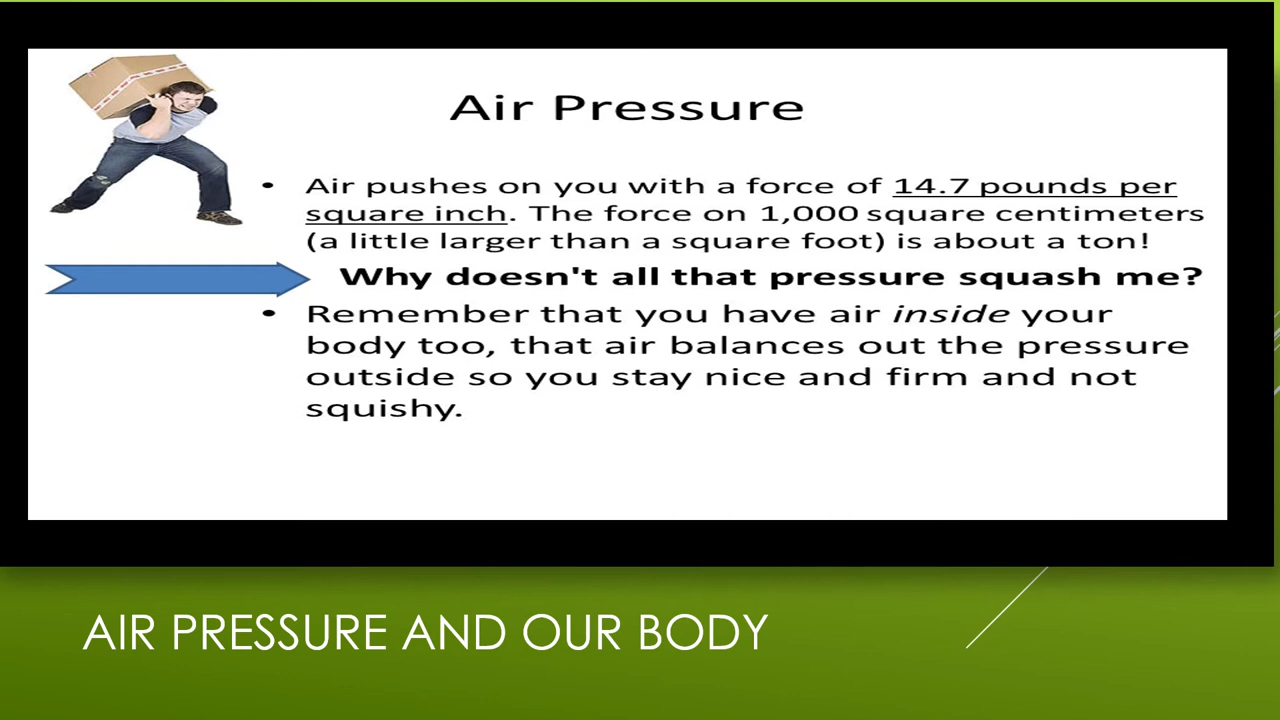 Air Pressure
• Air pushes on you with a force of 14.7 pounds per
square inch. The force on 1,000 square centimeters
(a little larger than a square foot) is about a ton!
Why doesn't all that pressure squash me?
• Remember that you have air inside your
body too, that air balances out the pressure
outside so you stay nice and firm and not
squishy.
AIR PRESSURE AND OUR BODY